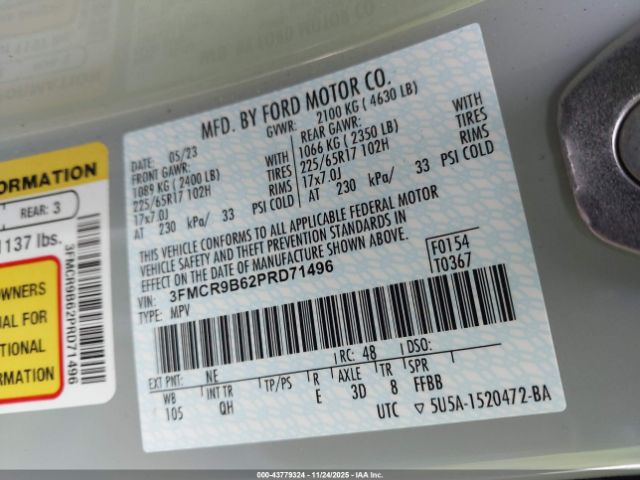 MFD. BY FORD MOTOR CO.
DATE: 05/23 GVWR: 2100 KG ( 4630 LB)
FRONT GAWR: REAR GAWR:
1089 KG ( 2400 LB) WITH 1066 KG ( 2350 LB) WITH
225/65R17 102H TIRES 225/65R17 102H TIRES
17x7.0J RIMS 17x7.0J RIMS
AT 230 kPa/ 33 PSI COLD AT 230 kPa/ 33 PSI COLD
THIS VEHICLE CONFORMS TO ALL APPLICABLE FEDERAL MOTOR
VEHICLE SAFETY AND THEFT PREVENTION STANDARDS IN EFFECT
ON THE DATE OF MANUFACTURE SHOWN ABOVE.
VIN: 3FMCR9B62PRD71496 F0154
TYPE: MPV T0367
EXT PNT: NE RC: 48 DSO:
WB INT TR TP/PS R AXLE TR SPR
105 QH E 3D 8 FFBB
UTC ▽ 5U5A-1520472-BA
FORMATION
REAR: 3
1137 lbs.
OWNERS
UAL FOR
TIONAL
RMATION
3FMCR9B62PRD71496
000-43779324 - 11/24/2025 - IAA Inc.